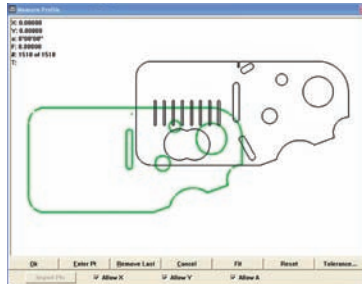 Measure Profile
X: 0.00000
Y: 0.00000
a: 0°00'00"
F: 0.00000
#: 1510 of 1510
T:
Ok Enter Pt Remove Last Cancel Fit Reset Tolerance...
Import Pts Allow X Allow Y Allow A